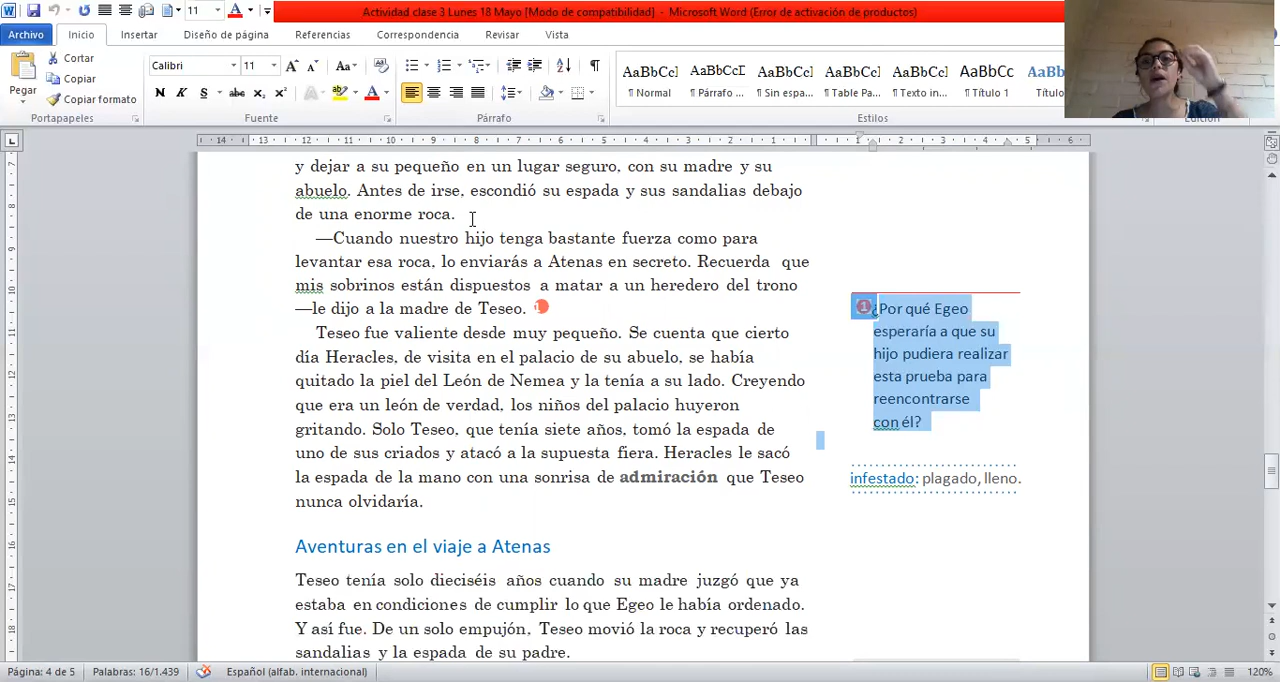 Actividad clase 3 Lunes 18 Mayo [Modo de compatibilidad] - Microsoft Word (Error de activación de productos)
Archivo Inicio Insertar Diseño de página Referencias Correspondencia Revisar Vista
Pegar
Cortar
Copiar
Copiar formato
Portapapeles
Calibri 11
Fuente
Párrafo
AaBbCcI AaBbCcD AaBbCcI AaBbCcI AaBbCcI AaBbC AaBb
Normal Párrafo ... Sin espa... Table Pa... Texto in... Título 1 Título
Estilos
y dejar a su pequeño en un lugar seguro, con su madre y su
abuelo. Antes de irse, escondió su espada y sus sandalias debajo
de una enorme roca.
—Cuando nuestro hijo tenga bastante fuerza como para
levantar esa roca, lo enviarás a Atenas en secreto. Recuerda que
mis sobrinos están dispuestos a matar a un heredero del trono
—le dijo a la madre de Teseo.
Teseo fue valiente desde muy pequeño. Se cuenta que cierto
día Heracles, de visita en el palacio de su abuelo, se había
quitado la piel del León de Nemea y la tenía a su lado. Creyendo
que era un león de verdad, los niños del palacio huyeron
gritando. Solo Teseo, que tenía siete años, tomó la espada de
uno de sus criados y atacó a la supuesta fiera. Heracles le sacó
la espada de la mano con una sonrisa de admiración que Teseo
nunca olvidaría.
1 ¿Por qué Egeo
esperaría a que su
hijo pudiera realizar
esta prueba para
reencontrarse
con él?
infestado: plagado, lleno.
Aventuras en el viaje a Atenas
Teseo tenía solo dieciséis años cuando su madre juzgó que ya
estaba en condiciones de cumplir lo que Egeo le había ordenado.
Y así fue. De un solo empujón, Teseo movió la roca y recuperó las
sandalias y la espada de su padre.
Página: 4 de 5 Palabras: 16/1.439 Español (alfab. internacional) 120%